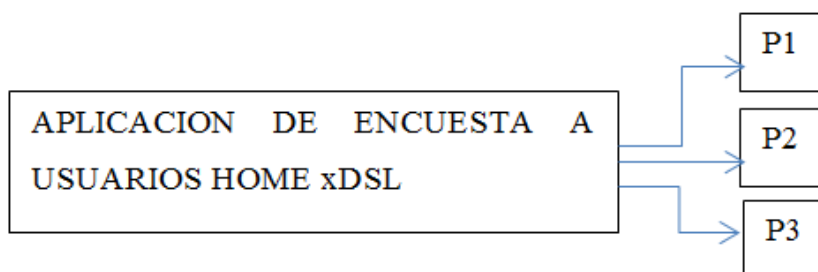 APLICACION DE ENCUESTA A
USUARIOS HOME xDSL
P1
P2
P3